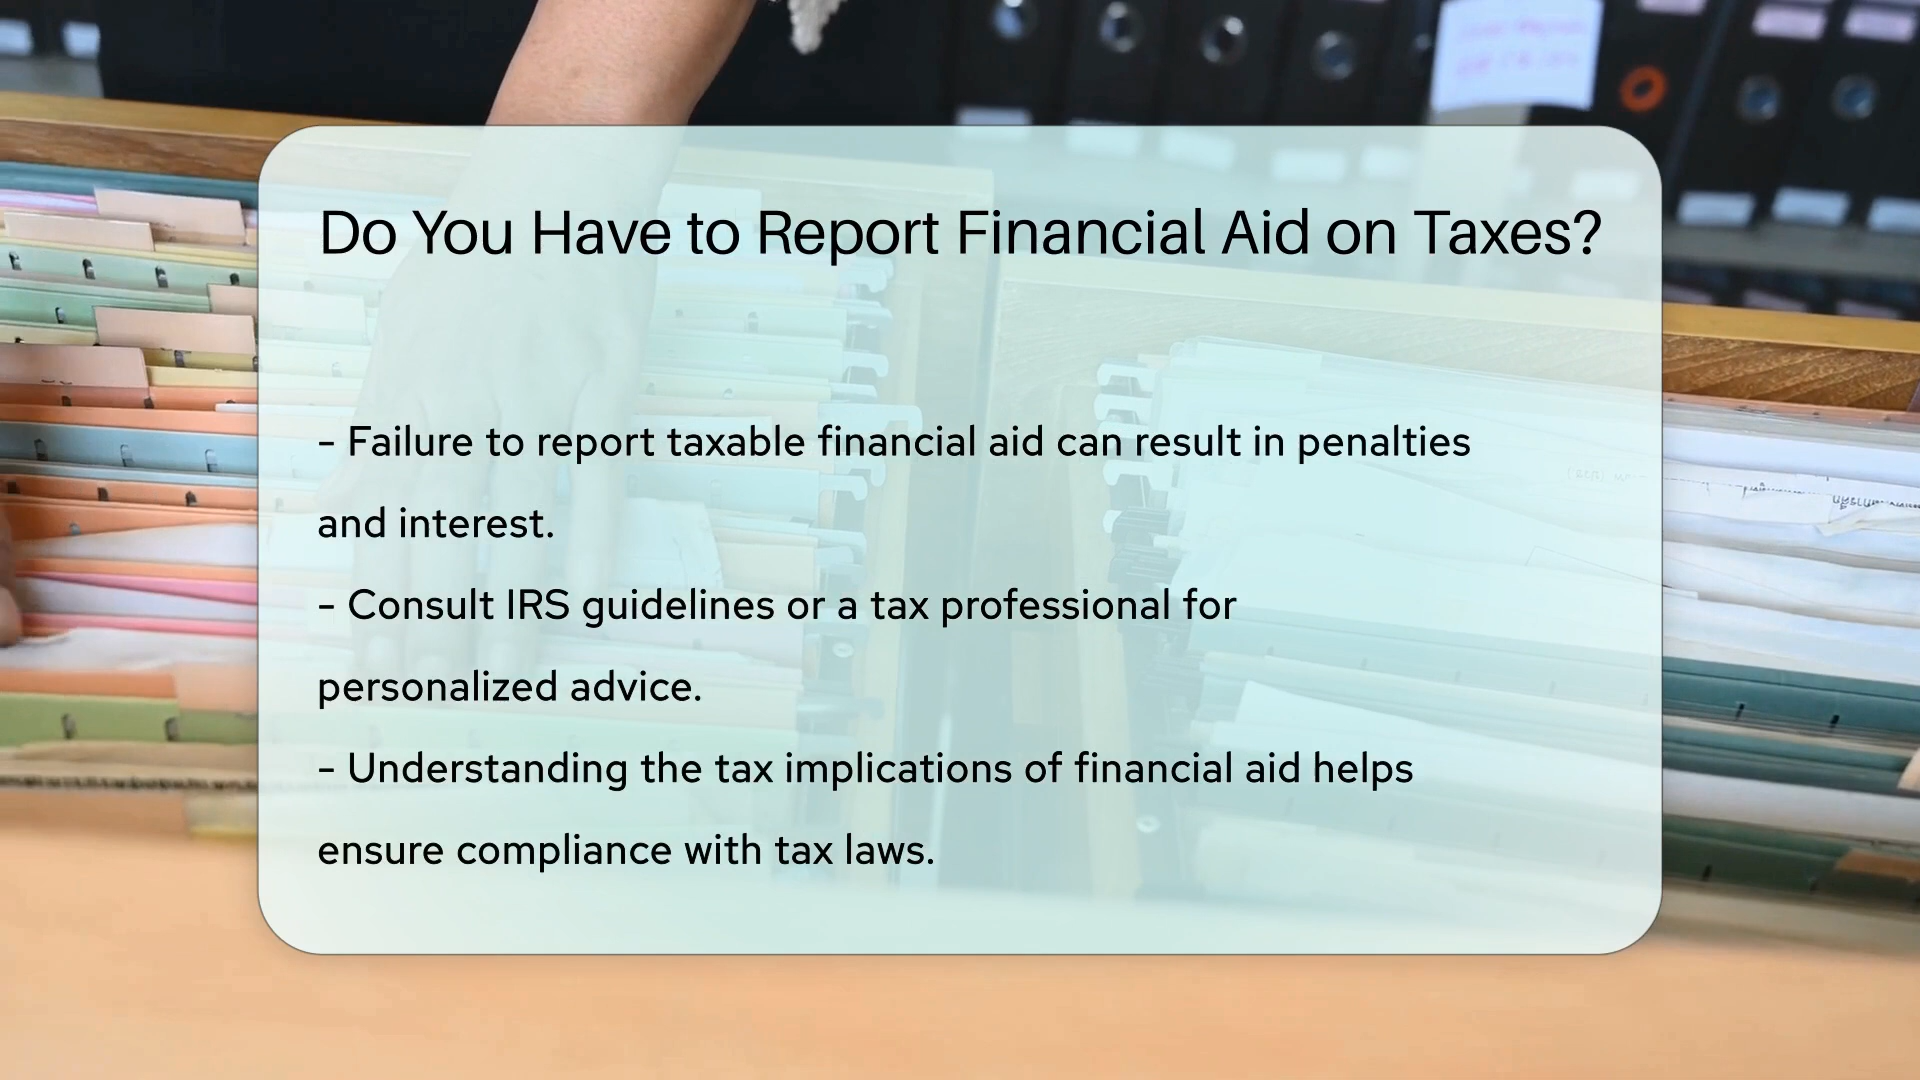 Do You Have to Report Financial Aid on Taxes?
- Failure to report taxable financial aid can result in penalties
and interest.
- Consult IRS guidelines or a tax professional for
personalized advice.
- Understanding the tax implications of financial aid helps
ensure compliance with tax laws.